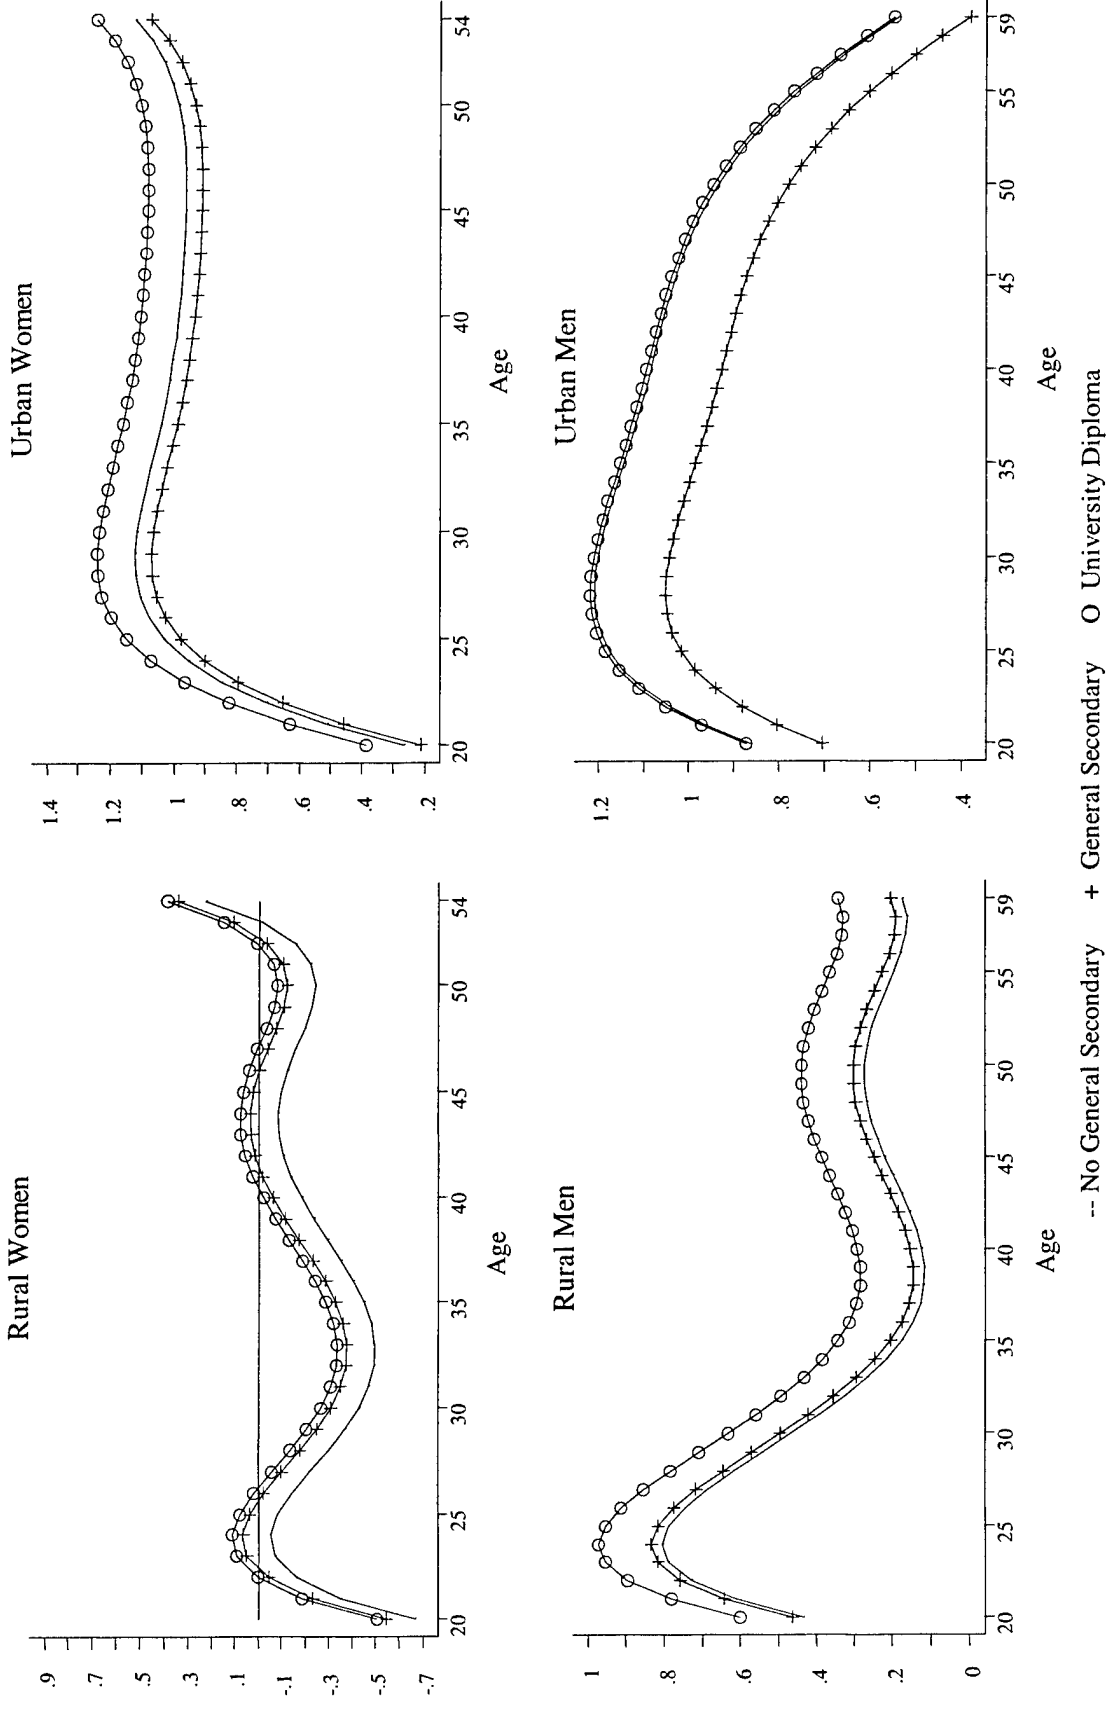 Rural Women
.9
.7
.5
.3
.1
-.1
-.3
-.5
-.7
20 25 30 35 40 45 50 54
Age
Urban Women
1.4
1.2
1
.8
.6
.4
.2
20 25 30 35 40 45 50 54
Age
Rural Men
1
.8
.6
.4
.2
0
20 25 30 35 40 45 50 55 59
Age
Urban Men
1.2
1
.8
.6
.4
20 25 30 35 40 45 50 55 59
Age
-- No General Secondary + General Secondary O University Diploma